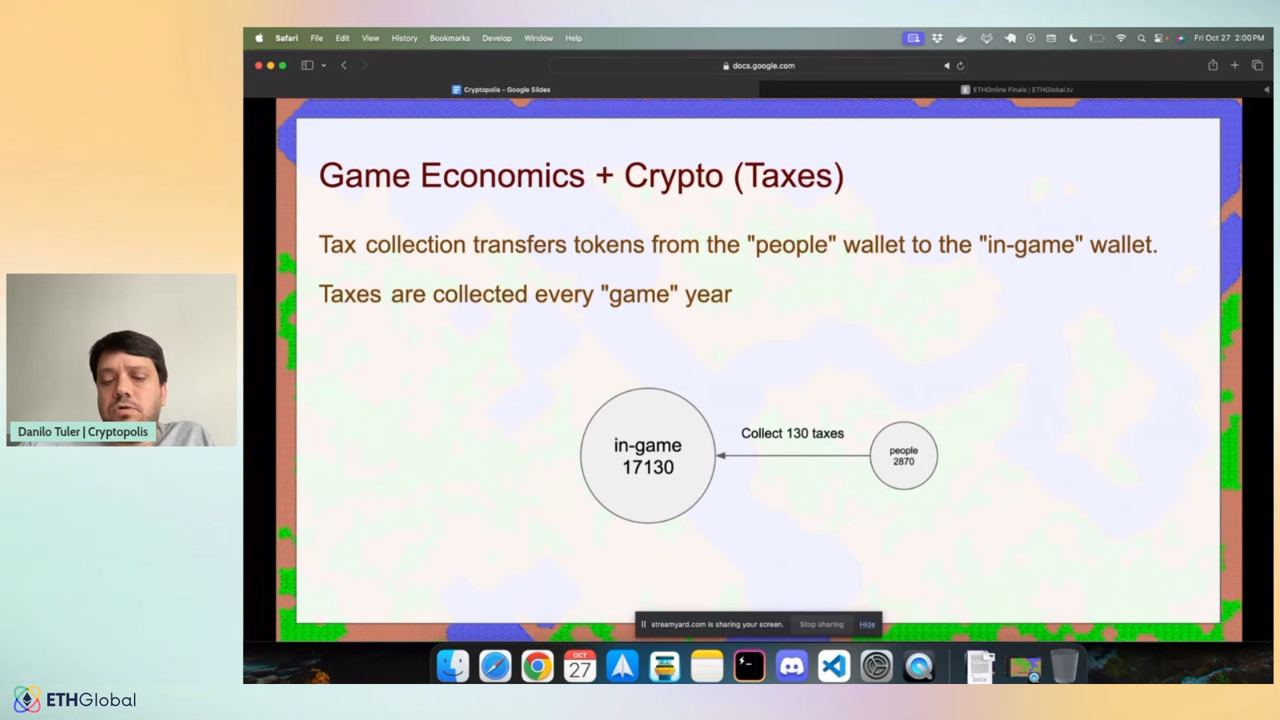 Safari File Edit View History Bookmarks Develop Window Help Fri Oct 27 2:00 PM
docs.google.com
Cryptopolis - Google Slides
ETHOnline Finale | ETHGlobal.tv
Game Economics + Crypto (Taxes)
Tax collection transfers tokens from the "people" wallet to the "in-game" wallet.
Taxes are collected every "game" year
Collect 130 taxes
in-game
17130
people
2870
Danilo Tuler | Cryptopolis
streamyard.com is sharing your screen. Stop sharing Hide
OCT
27
DOCX
ETHGlobal